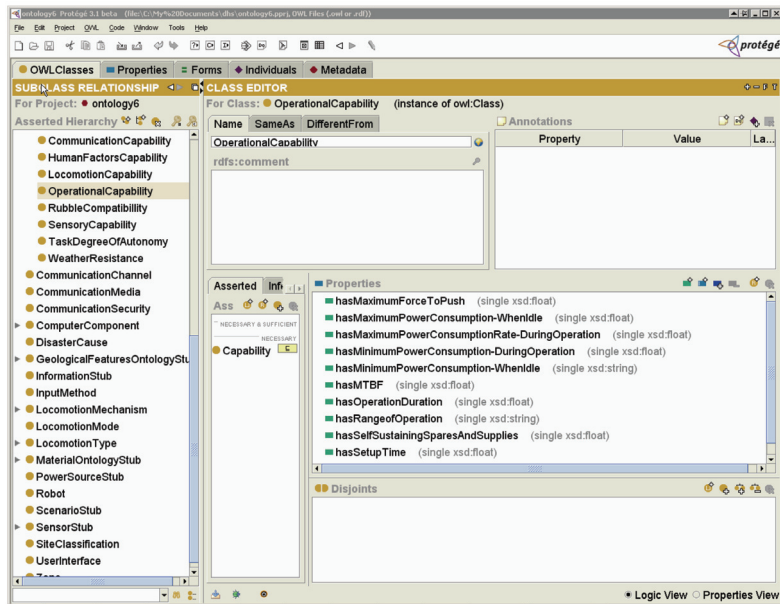 ontology6 Protégé 3.1 beta (file:\C:\My%20Documents\dhs\ontology6.pprj, OWL Files (.owl or .rdf))
File Edit Project OWL Code Window Tools Help
protégé
OWLClasses Properties Forms Individuals Metadata
SUBCLASS RELATIONSHIP
CLASS EDITOR
For Project: ontology6
For Class: OperationalCapability (instance of owl:Class)
Asserted Hierarchy
Name SameAs DifferentFrom
Annotations
Property Value La...
OperationalCapability
rdfs:comment
CommunicationCapability
HumanFactorsCapability
LocomotionCapability
OperationalCapability
RubbleCompatibillity
SensoryCapability
TaskDegreeOfAutonomy
WeatherResistance
CommunicationChannel
CommunicationMedia
CommunicationSecurity
ComputerComponent
DisasterCause
GeologicalFeaturesOntologyStu
InformationStub
InputMethod
LocomotionMechanism
LocomotionMode
LocomotionType
MaterialOntologyStub
PowerSourceStub
Robot
ScenarioStub
SensorStub
SiteClassification
UserInterface
Zone
Asserted Infe
Ass
NECESSARY & SUFFICIENT
NECESSARY
Capability
Properties
hasMaximumForceToPush (single xsd:float)
hasMaximumPowerConsumption-WhenIdle (single xsd:float)
hasMaximumPowerConsumptionRate-DuringOperation (single xsd:float)
hasMinimumPowerConsumption-DuringOperation (single xsd:float)
hasMinimumPowerConsumption-WhenIdle (single xsd:string)
hasMTBF (single xsd:float)
hasOperationDuration (single xsd:float)
hasRangeofOperation (single xsd:string)
hasSelfSustainingSparesAndSupplies (single xsd:float)
hasSetupTime (single xsd:float)
Disjoints
Logic View Properties View